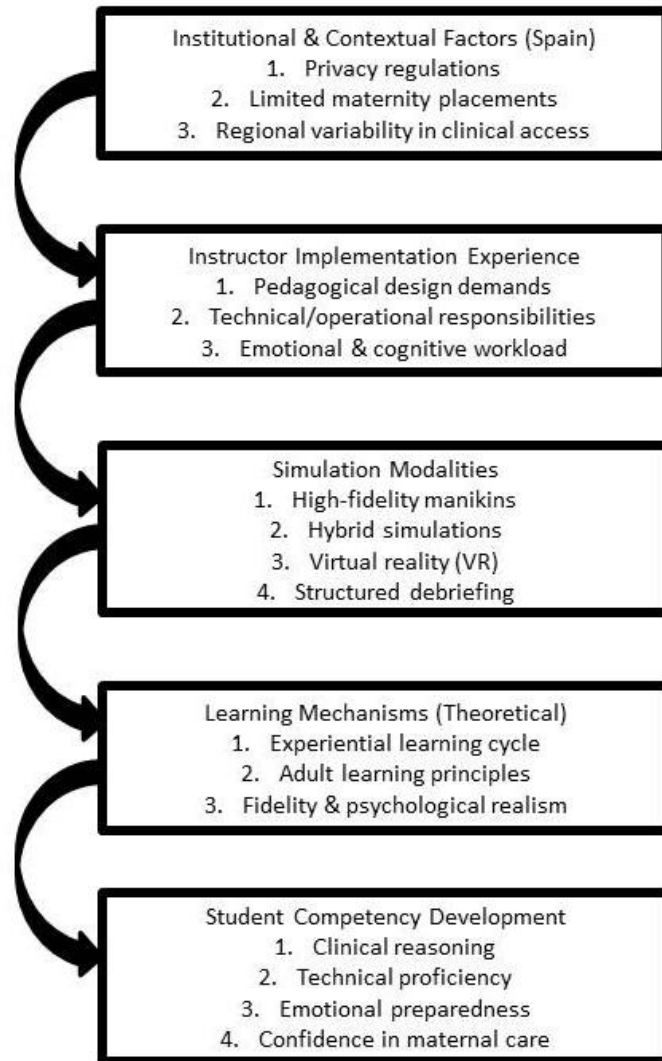 Institutional & Contextual Factors (Spain)
1. Privacy regulations
2. Limited maternity placements
3. Regional variability in clinical access
Instructor Implementation Experience
1. Pedagogical design demands
2. Technical/operational responsibilities
3. Emotional & cognitive workload
Simulation Modalities
1. High-fidelity manikins
2. Hybrid simulations
3. Virtual reality (VR)
4. Structured debriefing
Learning Mechanisms (Theoretical)
1. Experiential learning cycle
2. Adult learning principles
3. Fidelity & psychological realism
Student Competency Development
1. Clinical reasoning
2. Technical proficiency
3. Emotional preparedness
4. Confidence in maternal care